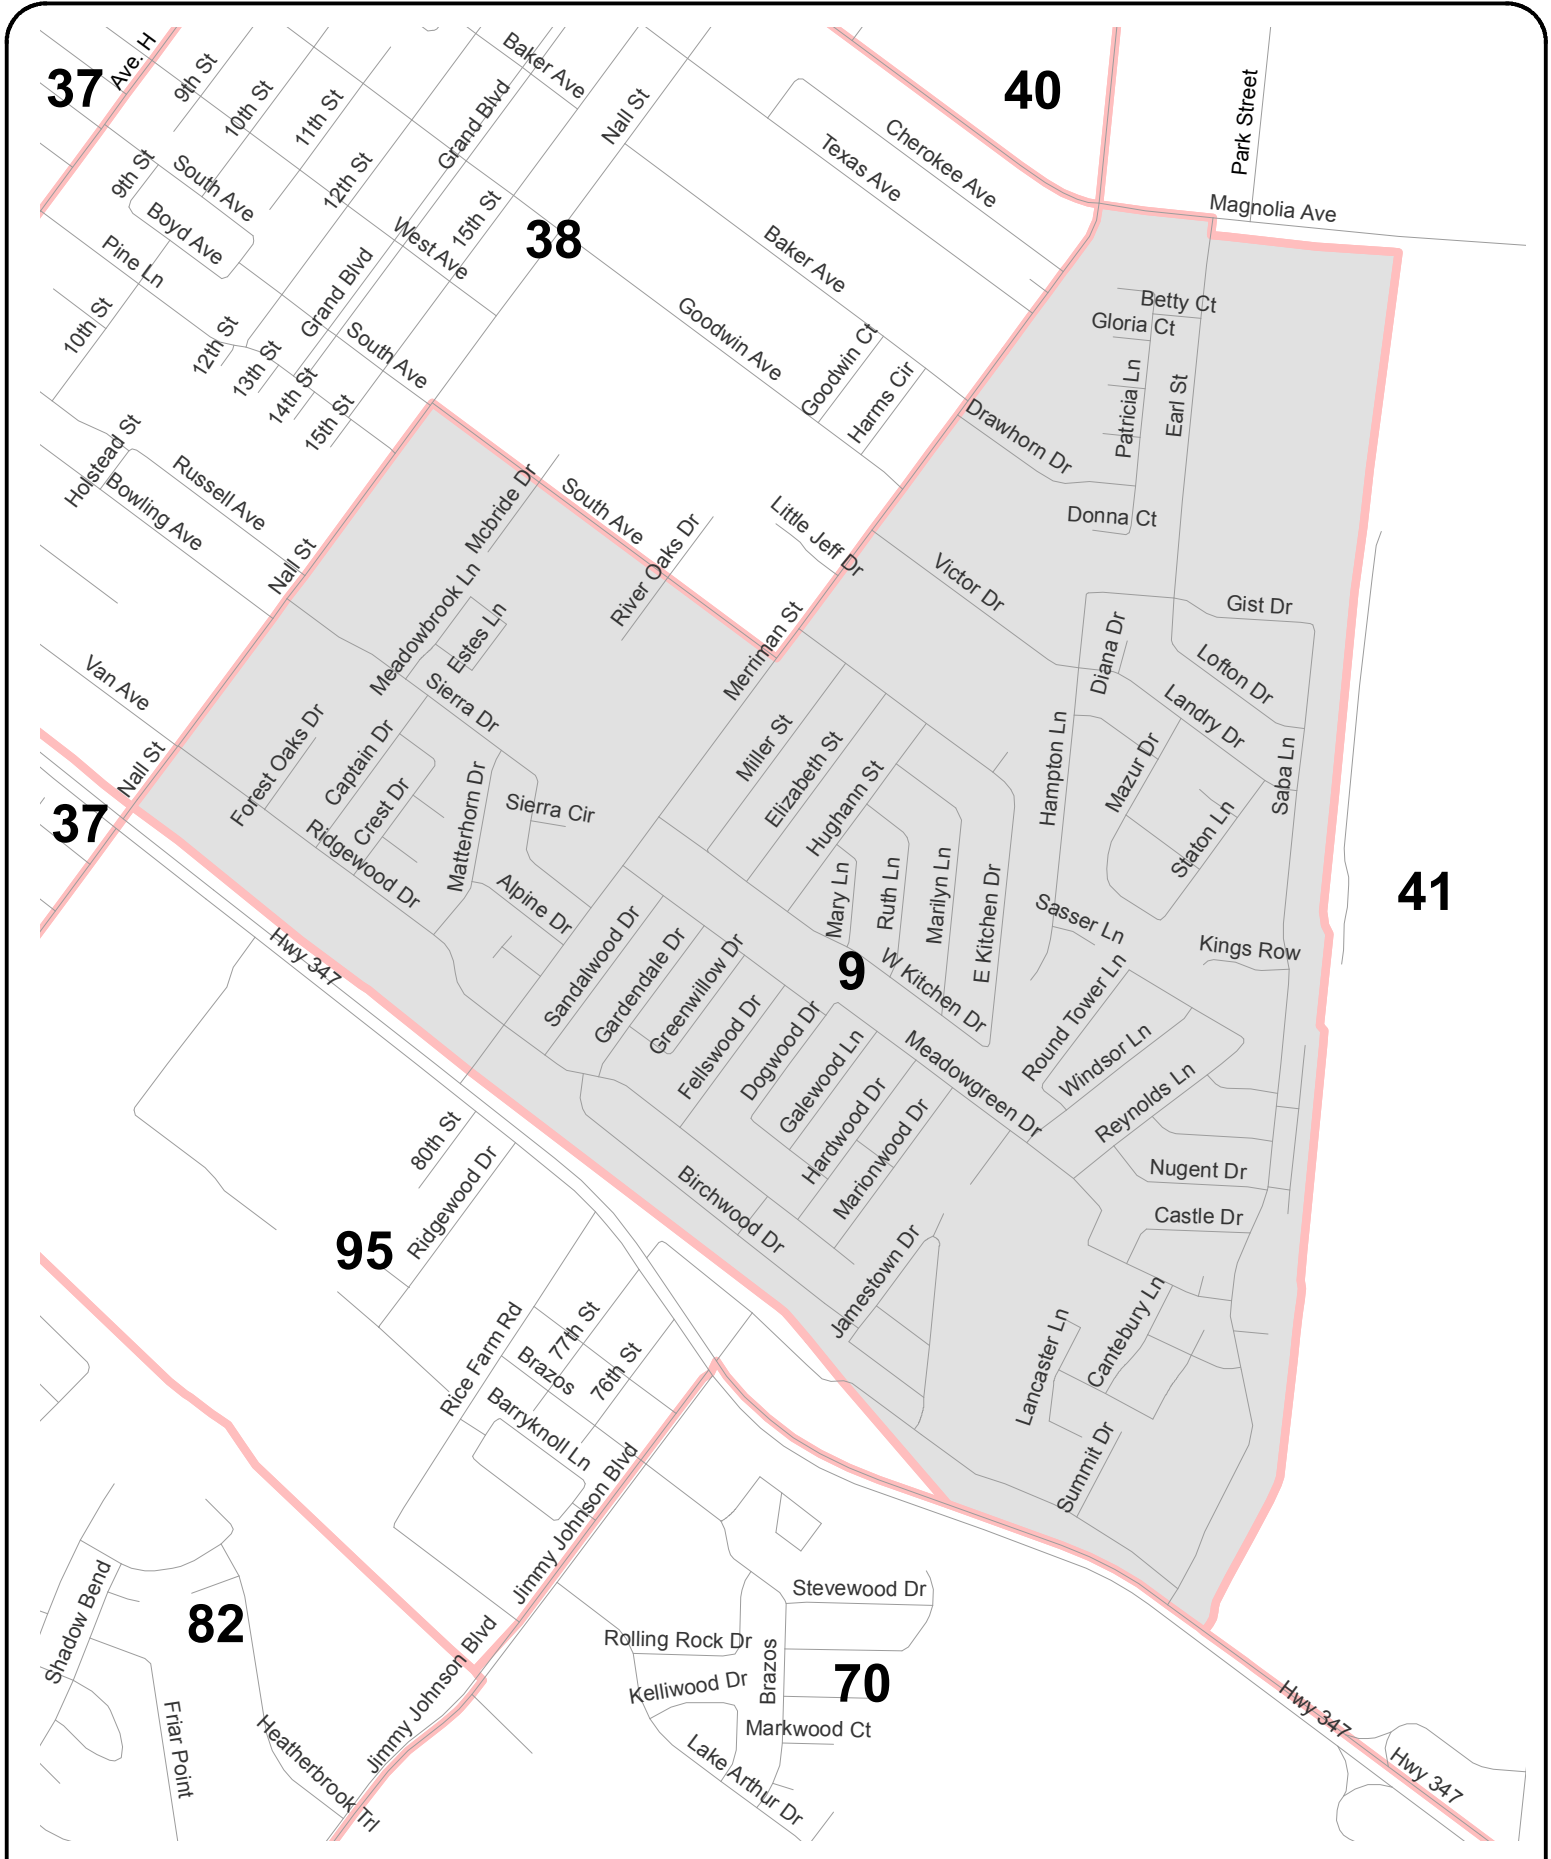 37
Ave. H
9th St
10th St
11th St
Baker Ave
Grand Blvd
Nall St
40
Park Street
Cherokee Ave
Texas Ave
Magnolia Ave
9th St
South Ave
Boyd Ave
12th St
15th St
West Ave
38
Baker Ave
Pine Ln
10th St
Grand Blvd
12th St
13th St
14th St
15th St
South Ave
Goodwin Ave
Goodwin Ct
Harms Cir
Betty Ct
Gloria Ct
Patricia Ln
Earl St
Drawhorn Dr
Donna Ct
Holstead St
Russell Ave
Bowling Ave
Nall St
Mcbride Dr
South Ave
River Oaks Dr
Little Jeff Dr
Victor Dr
Gist Dr
Meadowbrook Ln
Estes Ln
Merriman St
Diana Dr
Lofton Dr
Landry Dr
Van Ave
Nall St
Sierra Dr
Forest Oaks Dr
Captain Dr
Crest Dr
Matterhorn Dr
Sierra Cir
Miller St
Elizabeth St
Hughann St
Hampton Ln
Mazur Dr
Saba Ln
Staton Ln
37
Ridgewood Dr
Alpine Dr
Mary Ln
Ruth Ln
Marilyn Ln
E Kitchen Dr
Sasser Ln
Kings Row
41
Hwy 347
Sandalwood Dr
Gardendale Dr
Greenwillow Dr
9
W Kitchen Dr
Round Tower Ln
Windsor Ln
Reynolds Ln
Fellswood Dr
Dogwood Dr
Galewood Ln
Hardwood Dr
Marionwood Dr
Meadowgreen Dr
80th St
Ridgewood Dr
Birchwood Dr
Nugent Dr
Castle Dr
95
Jamestown Dr
Rice Farm Rd
77th St
Brazos
76th St
Barryknoll Ln
Lancaster Ln
Cantebury Ln
Summit Dr
Jimmy Johnson Blvd
Shadow Bend
82
Stevewood Dr
Rolling Rock Dr
Brazos
70
Kelliwood Dr
Markwood Ct
Lake Arthur Dr
Jimmy Johnson Blvd
Friar Point
Heatherbrook Trl
Hwy 347
Hwy 347